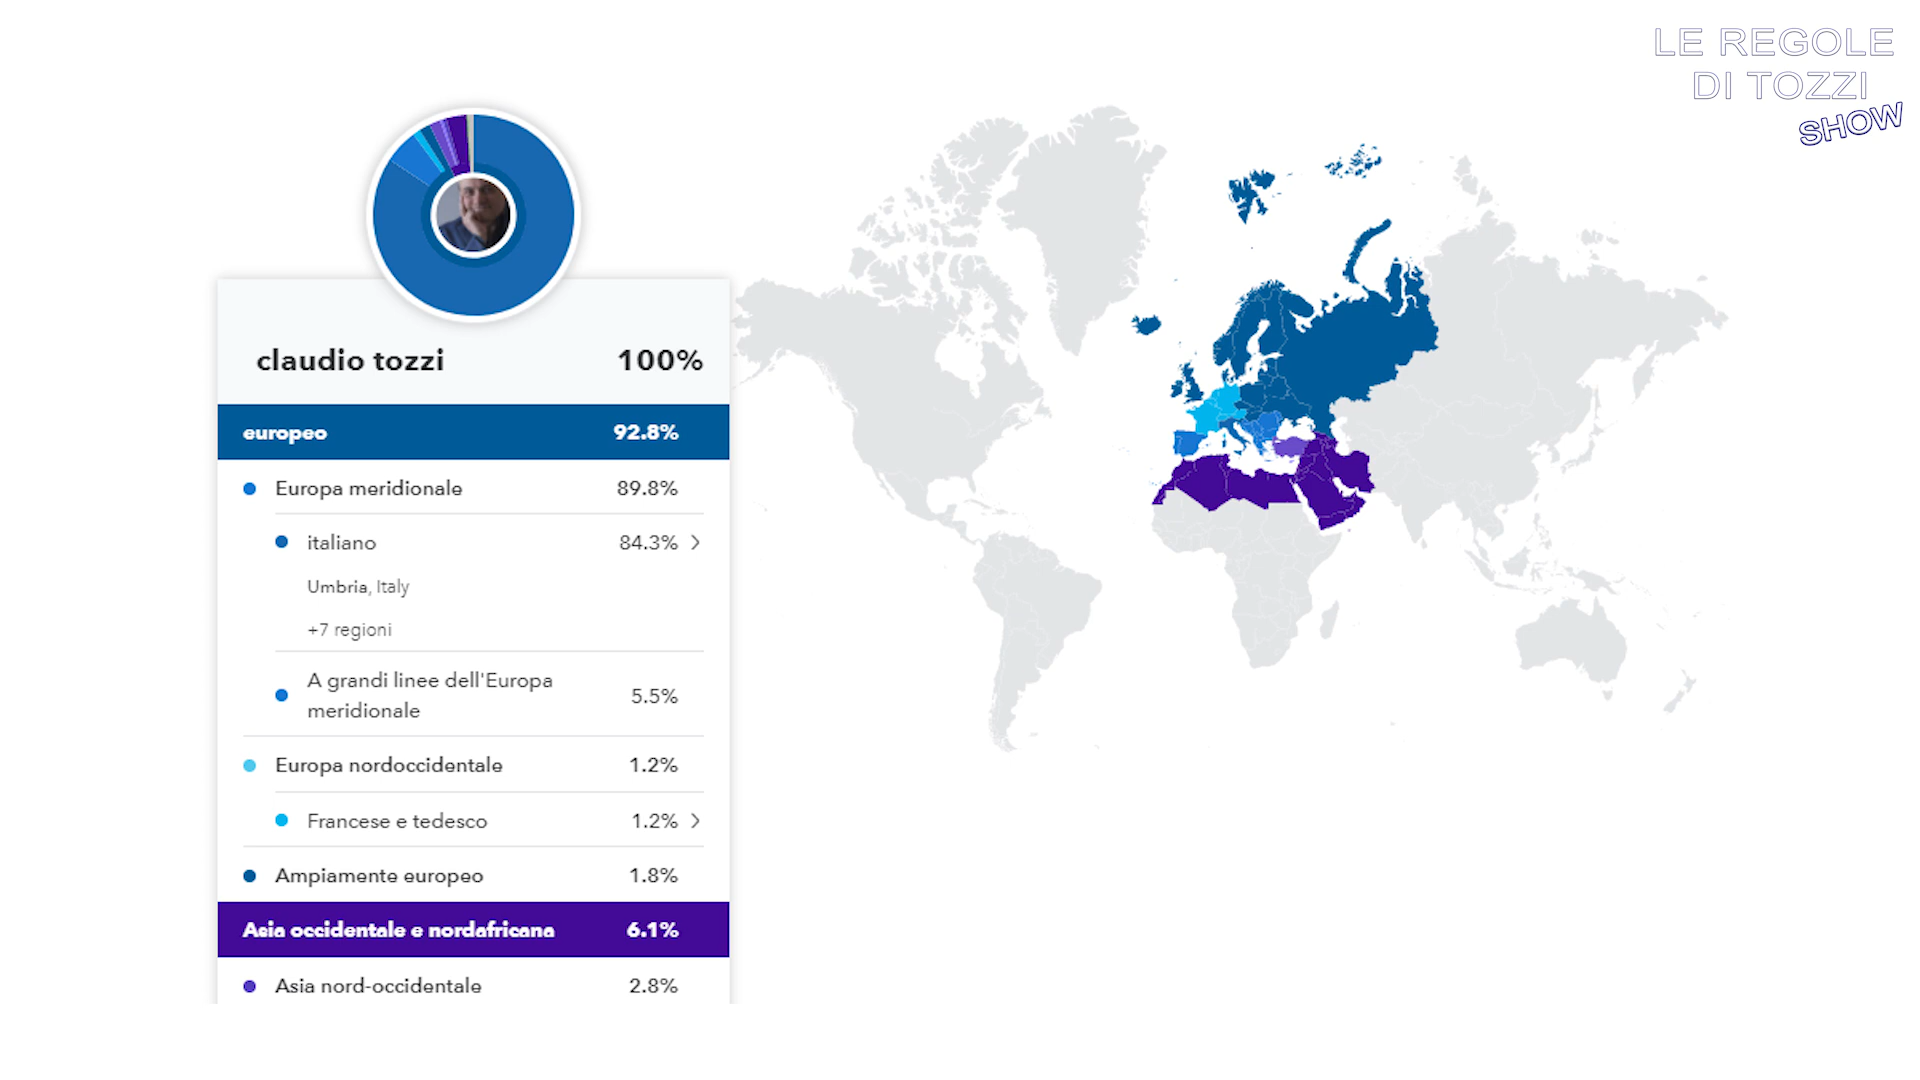 LE REGOLE
DI TOZZI
SHOW
claudio tozzi 100%
europeo 92.8%
Europa meridionale 89.8%
italiano 84.3%
Umbria, Italy
+7 regioni
A grandi linee dell'Europa
meridionale 5.5%
Europa nordoccidentale 1.2%
Francese e tedesco 1.2%
Ampiamente europeo 1.8%
Asia occidentale e nordafricana 6.1%
Asia nord-occidentale 2.8%